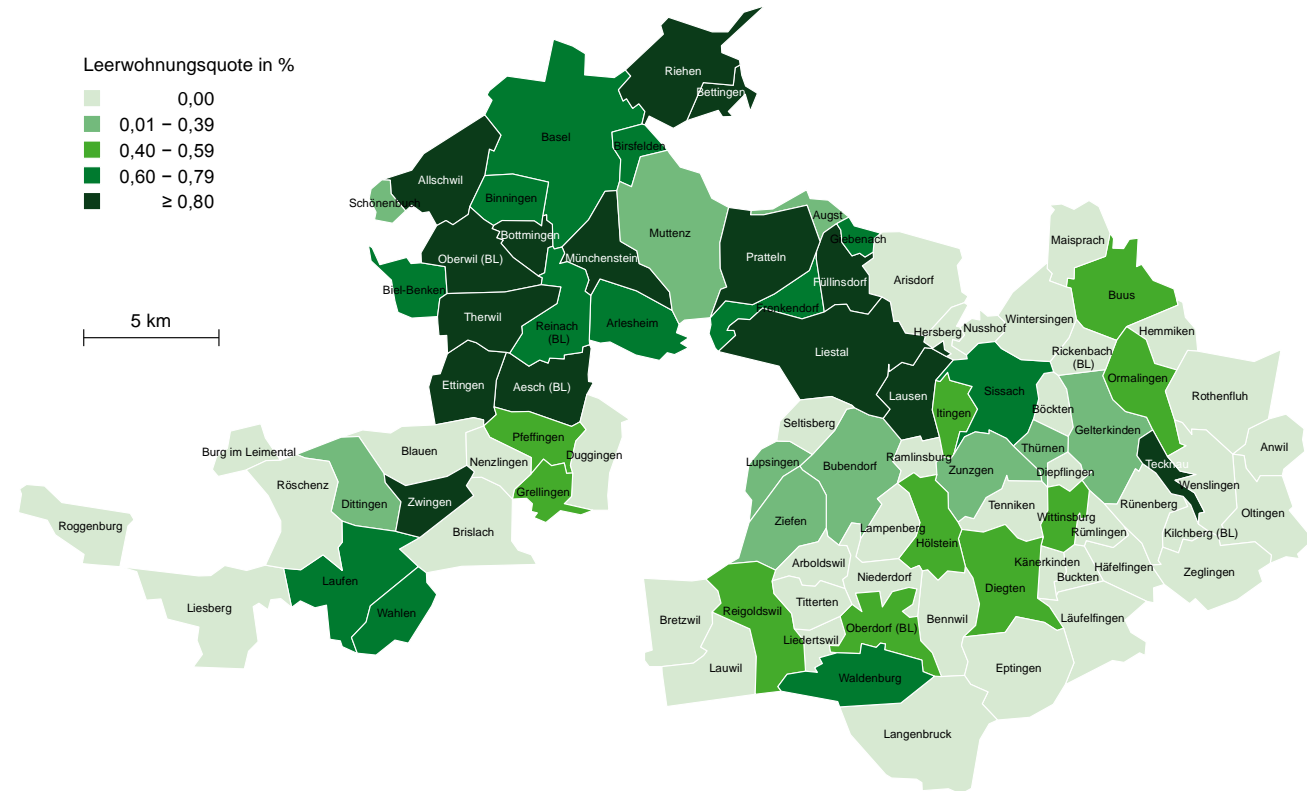 Leerwohnungsquote in %
0,00
0,01 − 0,39
0,40 − 0,59
0,60 − 0,79
≥ 0,80
5 km
Riehen
Bettingen
Basel
Birsfelden
Allschwil
Binningen
Schönenbuch
Bottmingen
Oberwil (BL)
Münchenstein
Muttenz
Augst
Giebenach
Pratteln
Füllinsdorf
Arisdorf
Maisprach
Buus
Biel-Benken
Therwil
Reinach
(BL)
Arlesheim
Frenkendorf
Liestal
Hersberg
Nusshof
Wintersingen
Hemmiken
Rickenbach
(BL)
Ormalingen
Rothenfluh
Ettingen
Aesch (BL)
Lausen
Itingen
Sissach
Böckten
Gelterkinden
Seltisberg
Pfeffingen
Duggingen
Blauen
Nenzlingen
Burg im Leimental
Röschenz
Dittingen
Zwingen
Grellingen
Brislach
Roggenburg
Liesberg
Laufen
Wahlen
Lupsingen
Bubendorf
Ramlinsburg
Zunzgen
Thürnen
Diepflingen
Tecknau
Wenslingen
Anwil
Oltingen
Rünenberg
Kilchberg (BL)
Zeglingen
Ziefen
Lampenberg
Hölstein
Tenniken
Wittinsburg
Rümlingen
Känerkinden
Buckten
Häfelfingen
Läufelfingen
Arboldswil
Niederdorf
Diegten
Bretzwil
Reigoldswil
Titterten
Liedertswil
Oberdorf (BL)
Bennwil
Lauwil
Waldenburg
Eptingen
Langenbruck